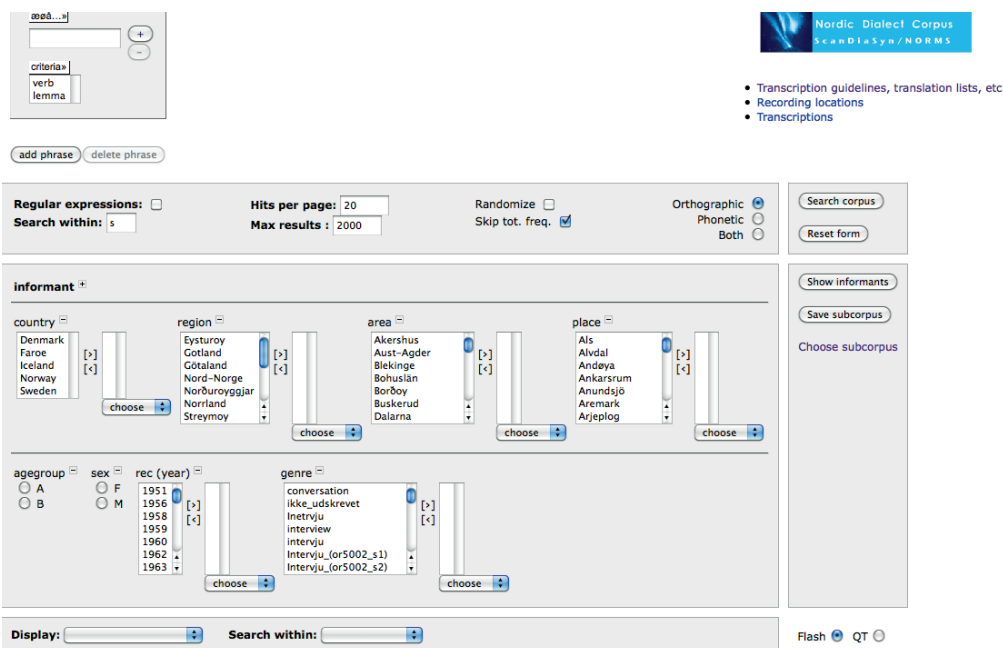 æøå...»
+
−
criteria»
verb
lemma
Nordic Dialect Corpus
ScanDiaSyn/NORMS
Transcription guidelines, translation lists, etc
Recording locations
Transcriptions
add phrase delete phrase
Regular expressions: Hits per page: 20 Randomize Orthographic
Search within: s Max results : 2000 Skip tot. freq. Phonetic
Both
Search corpus
Reset form
informant +
country − region − area − place −
Denmark Eysturoy Akershus Als
Faroe Gotland Aust-Agder Alvdal
Iceland Götaland Blekinge Andøya
Norway Nord-Norge Bohuslän Ankarsrum
Sweden Norðuroyggjar Borðoy Anundsjö
Norrland Buskerud Aremark
Streymoy Dalarna Arjeplog
[>] [>] [>] [>]
[<] [<] [<] [<]
choose choose choose choose
Show informants
Save subcorpus
Choose subcorpus
agegroup − sex − rec (year) − genre −
A F 1951 conversation
B M 1956 ikke_udskrevet
1958 Inetrvju
1959 interview
1960 intervju
1962 Intervju_(or5002_s1)
1963 Intervju_(or5002_s2)
[>] [>]
[<] [<]
choose choose
Display: Search within: Flash QT